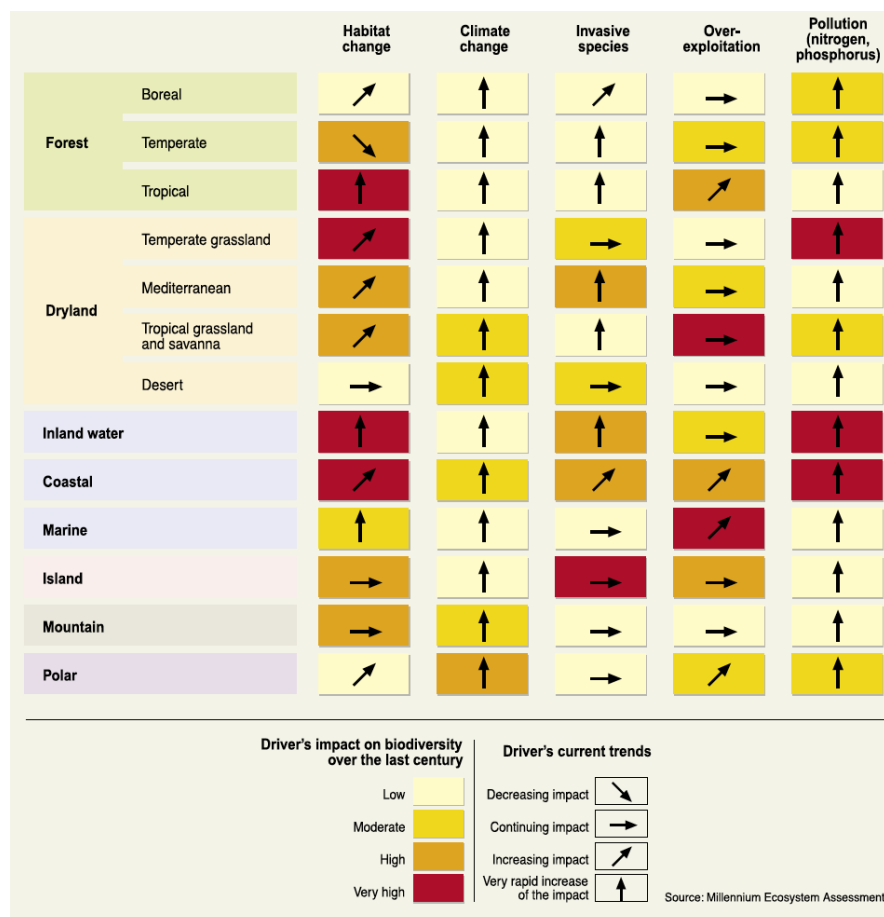 Habitat change
Climate change
Invasive species
Over-exploitation
Pollution (nitrogen, phosphorus)
Forest
Boreal
Temperate
Tropical
Dryland
Temperate grassland
Mediterranean
Tropical grassland
and savanna
Desert
Inland water
Coastal
Marine
Island
Mountain
Polar
Driver's impact on biodiversity
over the last century
Low
Moderate
High
Very high
Driver's current trends
Decreasing impact
Continuing impact
Increasing impact
Very rapid increase
of the impact
Source: Millennium Ecosystem Assessment